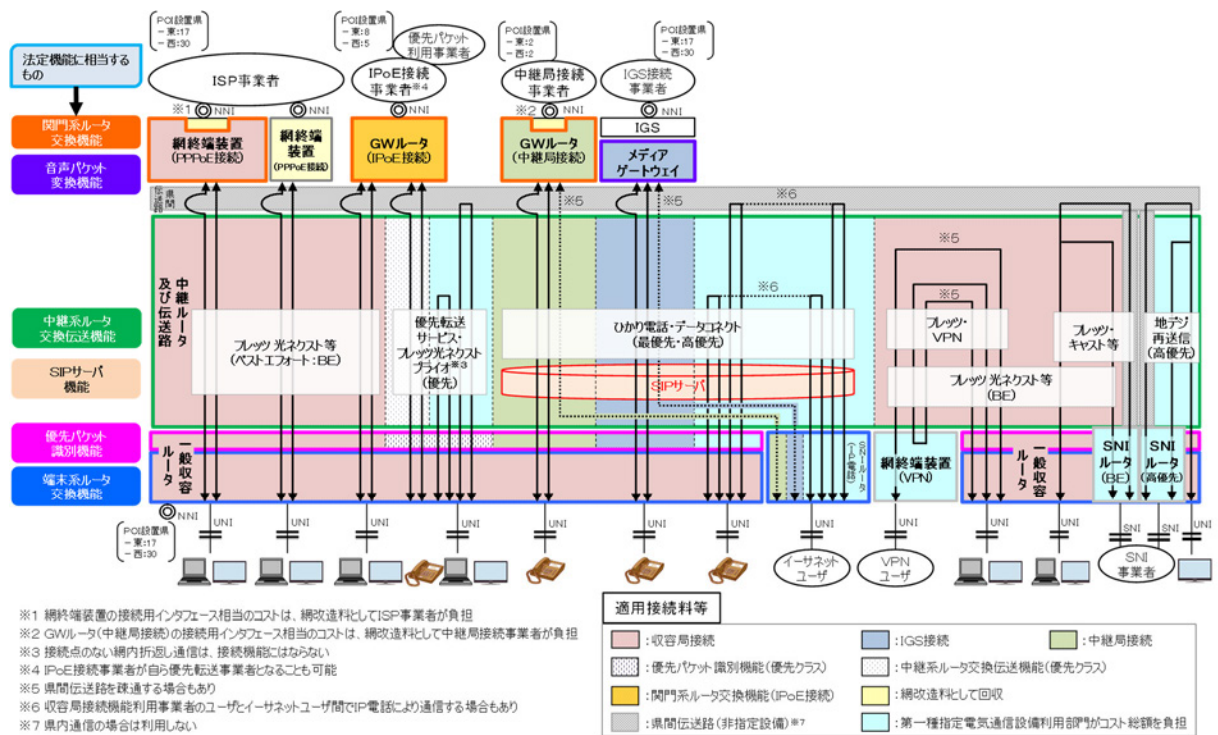 POI設置県
－東:17
－西:30
POI設置県
－東:8
－西:5
優先パケット
利用事業者
POI設置県
－東:2
－西:2
POI設置県
－東:17
－西:30
法定機能に相当する
もの
ISP事業者
IPoE接続
事業者※4
中継局接続
事業者
IGS接続
事業者
※1
NNI
NNI
NNI
※2
NNI
NNI
関門系ルータ
交換機能
網終端装置
(PPPoE接続)
網終端
装置
(PPPoE接続)
GWルータ
(IPoE接続)
GWルータ
(中継局接続)
IGS
メディア
ゲートウェイ
音声パケット
変換機能
県間
伝送路
※5
※5
※6
中継ルータ
及び伝送路
※5
※6
※5
中継系ルータ
交換伝送機能
フレッツ 光ネクスト等
(ベストエフォート:BE)
優先転送
サービス・
フレッツ光ネクスト
プライオ※3
(優先)
ひかり電話・データコネクト
(最優先・高優先)
フレッツ・
VPN
フレッツ・
キャスト等
地デジ
再送信
(高優先)
SIPサーバ
機能
SIPサーバ
フレッツ 光ネクスト等
(BE)
優先パケット
識別機能
端末系ルータ
交換機能
一般収容
ルータ
SNIルータ
(IP電話)
網終端装置
(VPN)
一般収容
ルータ
SNI
ルータ
(BE)
SNI
ルータ
(高優先)
NNI
POI設置県
－東:17
－西:30
UNI
UNI
UNI
UNI
UNI
UNI
UNI
UNI
UNI
UNI
UNI
SNI
SNI
SNI
UNI
イーサネット
ユーザ
VPN
ユーザ
SNI
事業者
※1 網終端装置の接続用インタフェース相当のコストは、網改造料としてISP事業者が負担
※2 GWルータ(中継局接続)の接続用インタフェース相当のコストは、網改造料として中継局接続事業者が負担
※3 接続点のない網内折返し通信は、接続機能にはならない
※4 IPoE接続事業者が自ら優先転送事業者となることも可能
※5 県間伝送路を疎通する場合もあり
※6 収容局接続機能利用事業者のユーザとイーサネットユーザ間でIP電話により通信する場合もあり
※7 県内通信の場合は利用しない
適用接続料等
:収容局接続
:IGS接続
:中継局接続
:優先パケット識別機能(優先クラス)
:中継系ルータ交換伝送機能(優先クラス)
:関門系ルータ交換機能(IPoE接続)
:網改造料として回収
:県間伝送路(非指定設備)※7
:第一種指定電気通信設備利用部門がコスト総額を負担